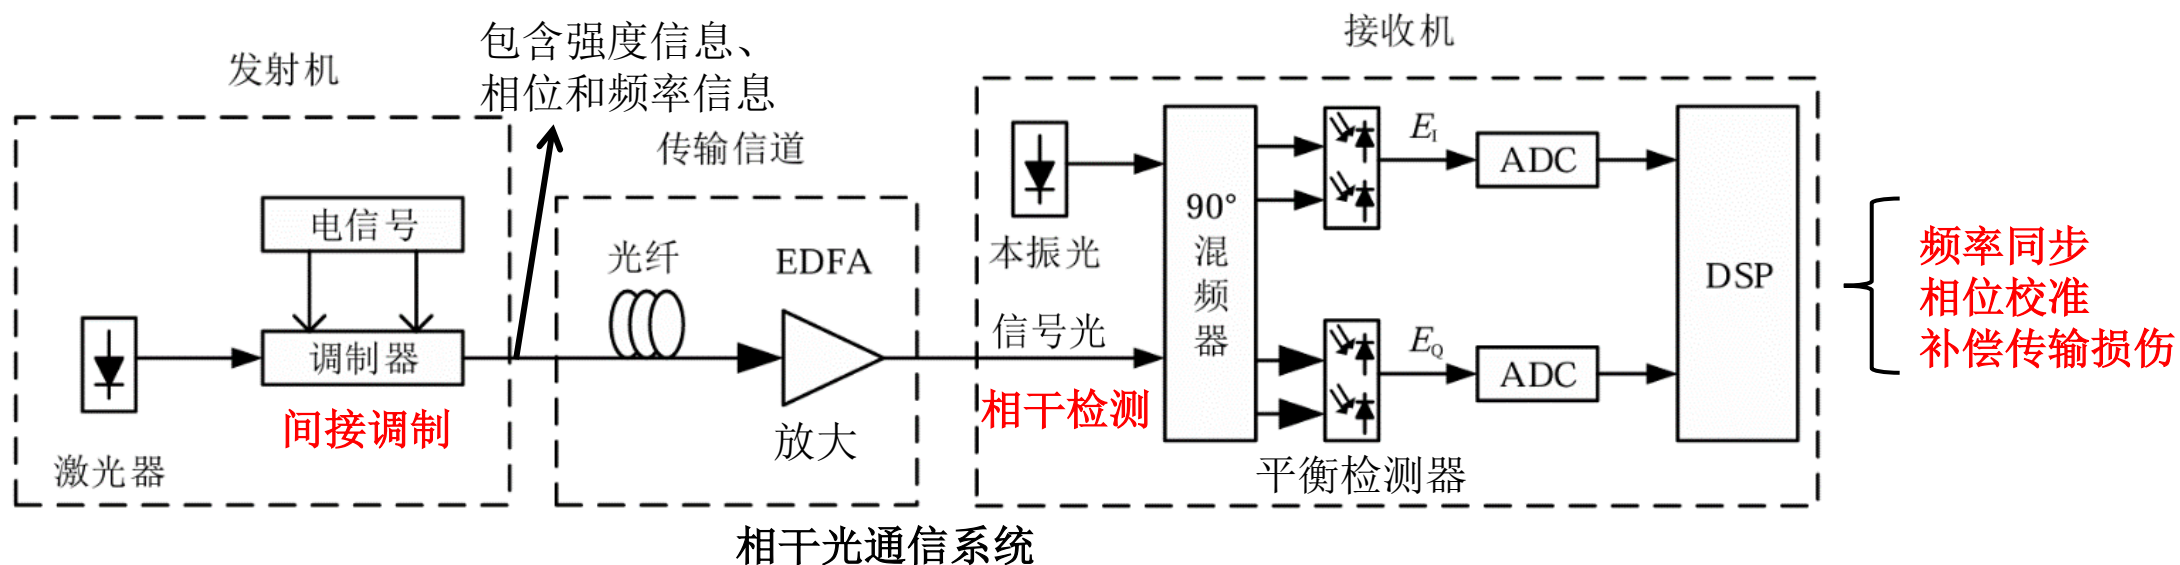 发射机
包含强度信息、
相位和频率信息
传输信道
接收机
电信号
调制器
间接调制
激光器
光纤
EDFA
放大
本振光
信号光
相干检测
90°
混
频
器
E_I
E_Q
平衡检测器
ADC
ADC
DSP
频率同步
相位校准
补偿传输损伤
相干光通信系统